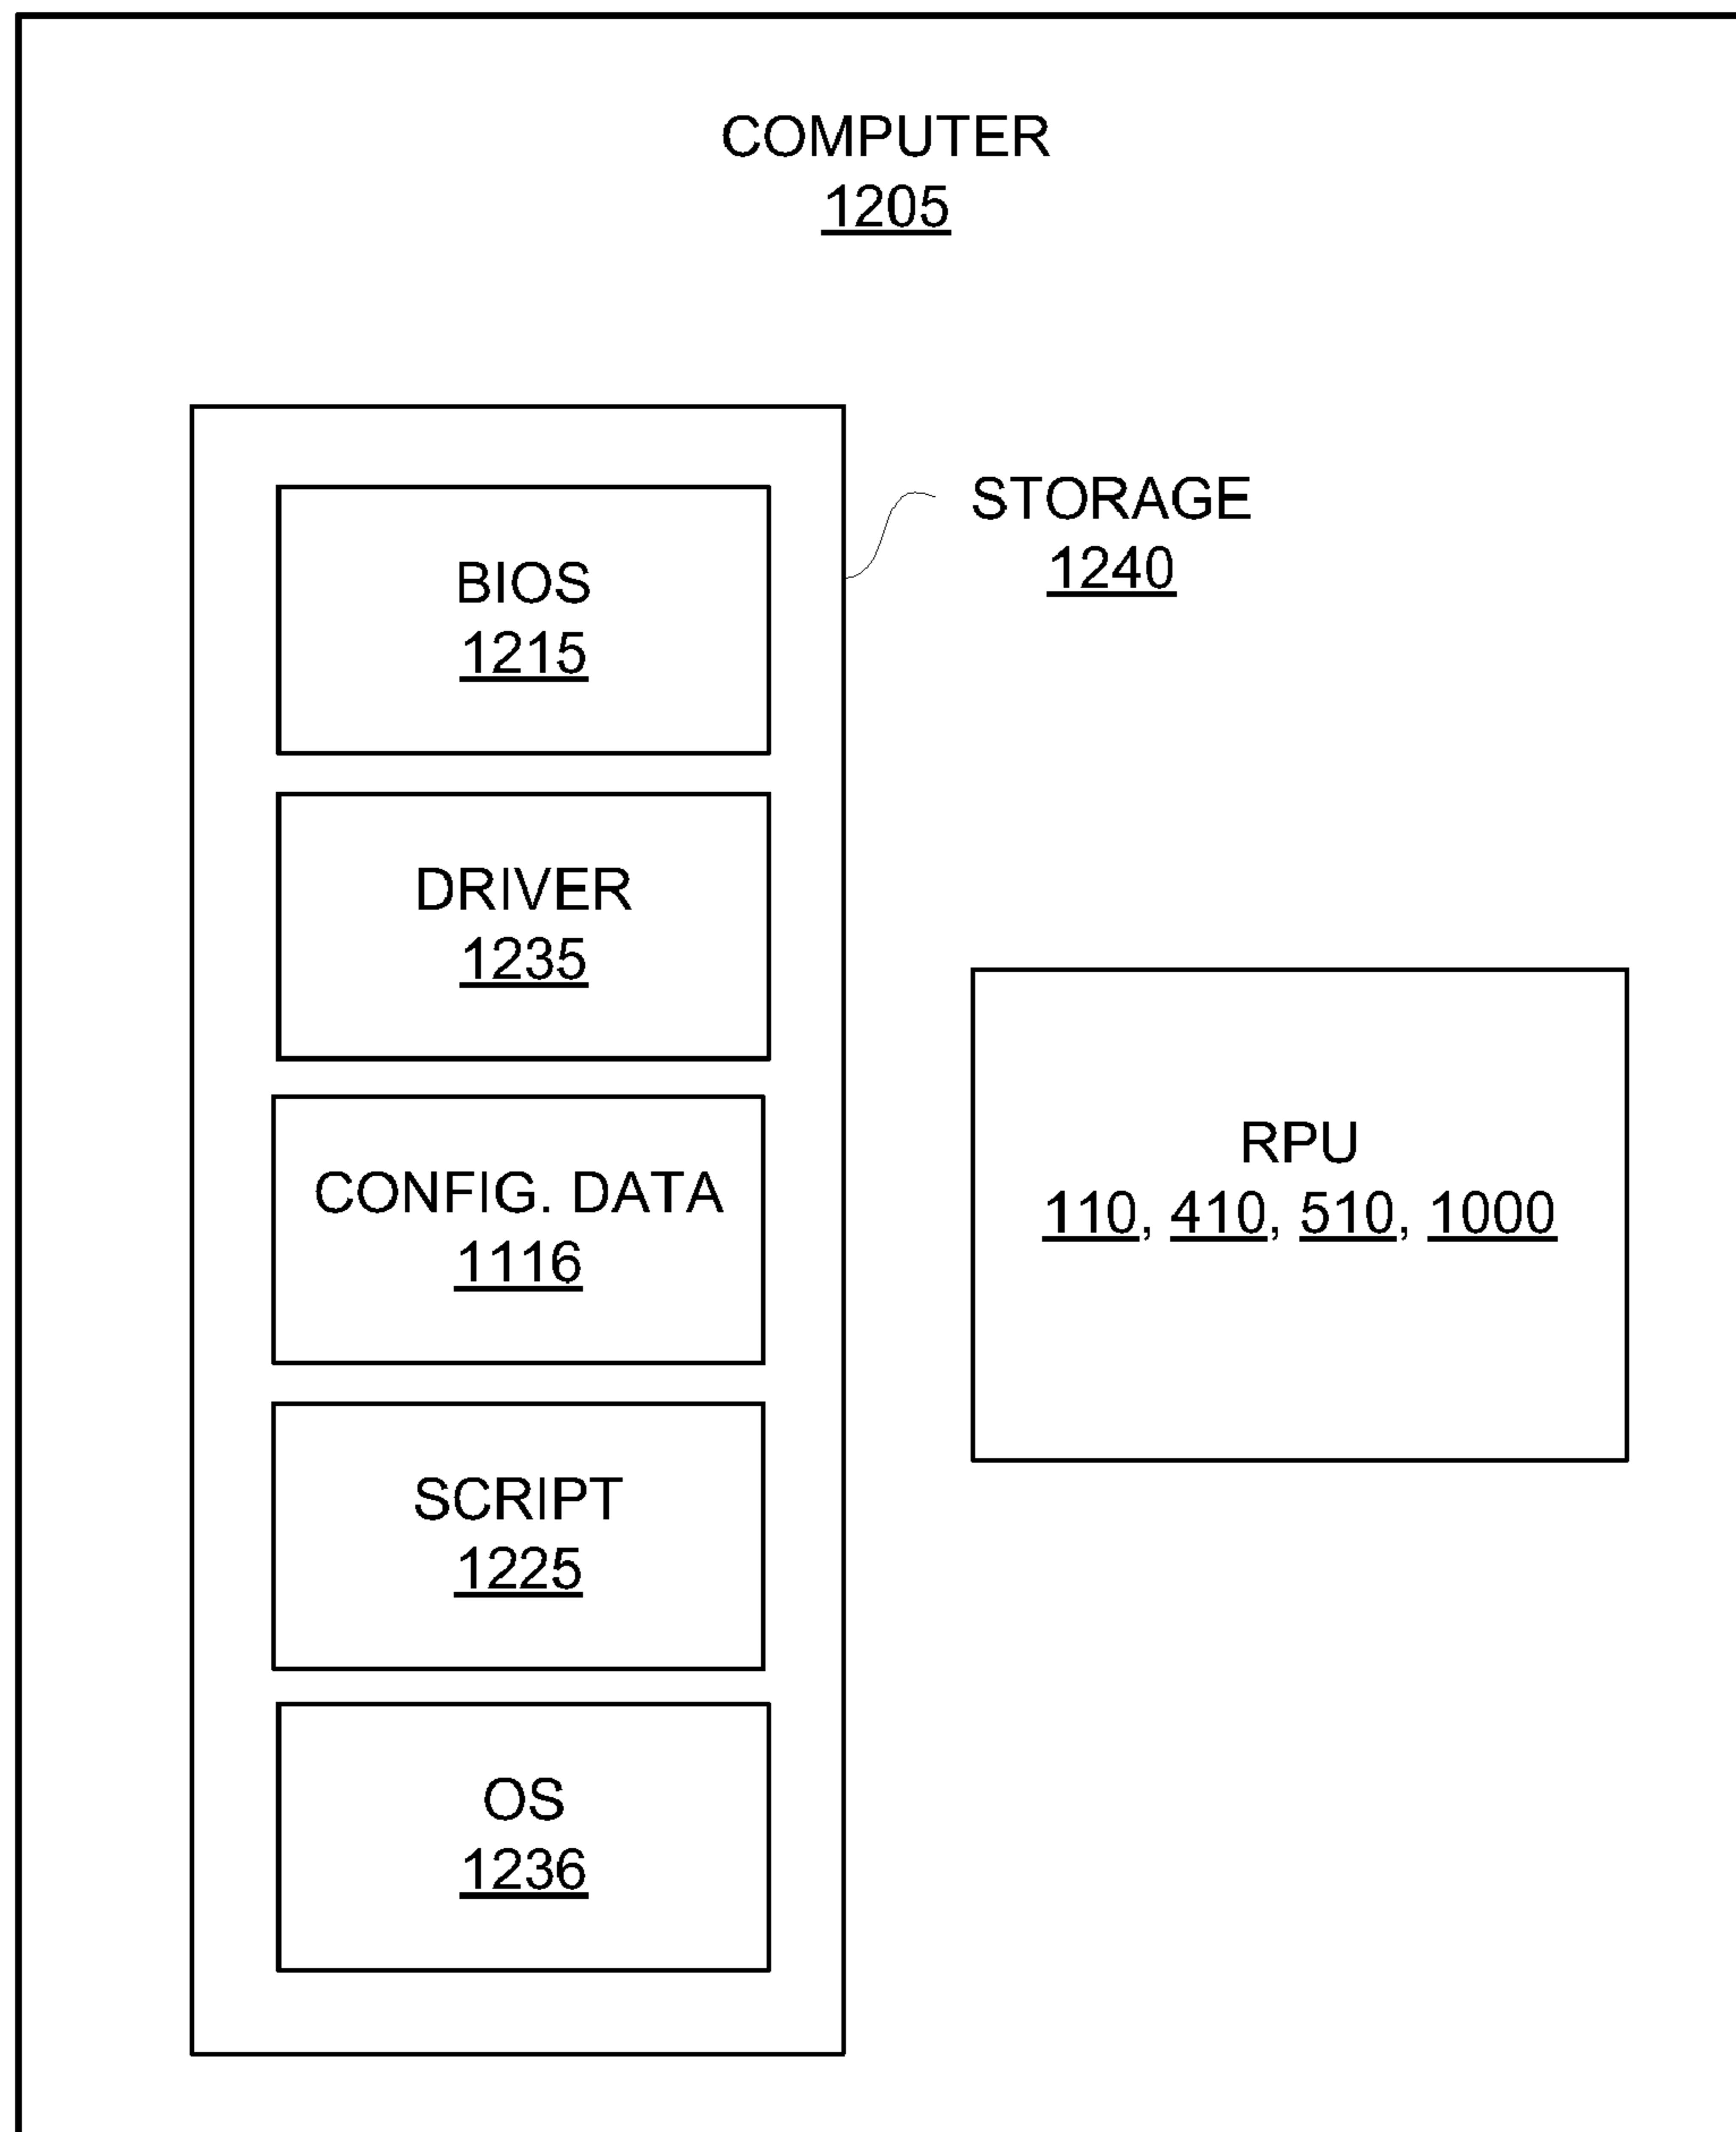 COMPUTER
1205
STORAGE
1240
BIOS
1215
DRIVER
1235
CONFIG. DATA
1116
SCRIPT
1225
OS
1236
RPU
110, 410, 510, 1000